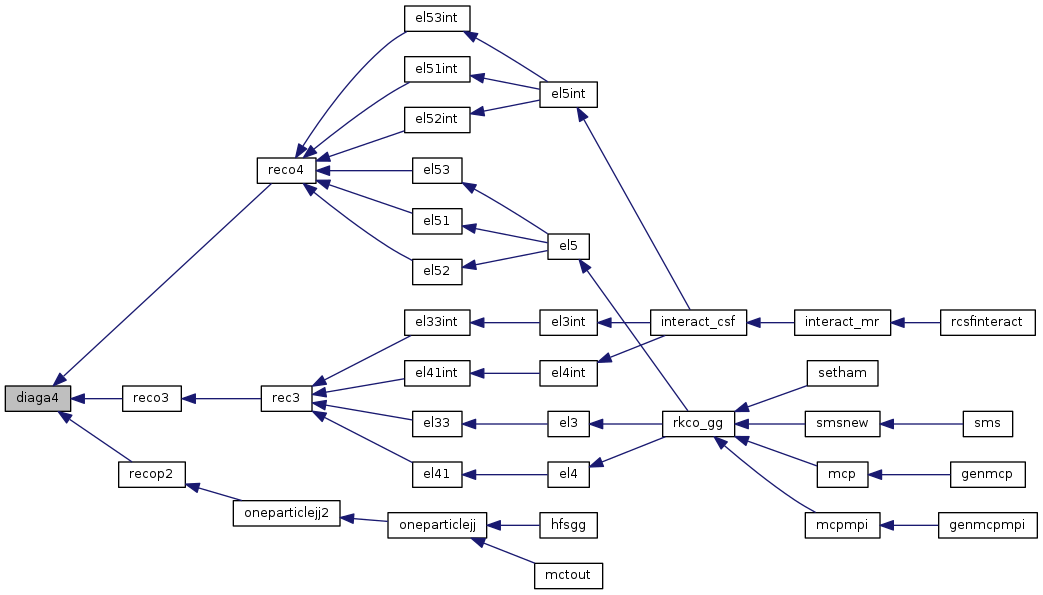 el53int
el51int
el5int
el52int
reco4
el53
el51
el5
el52
el33int
el3int
interact_csf
interact_mr
rcsfinteract
el41int
el4int
setham
diaga4
reco3
rec3
el33
el3
rkco_gg
smsnew
sms
recop2
el41
el4
mcp
genmcp
oneparticlejj2
oneparticlejj
hfsgg
mcpmpi
genmcpmpi
mctout